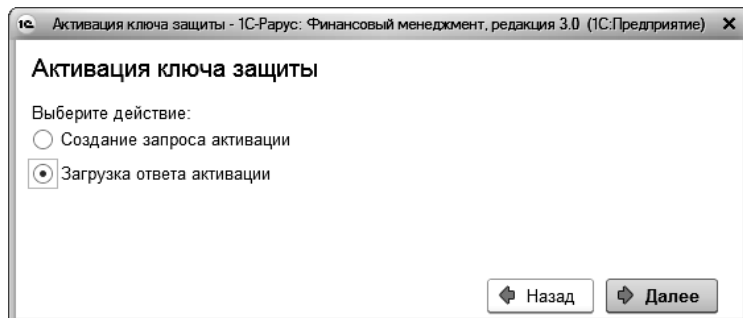 1С Активация ключа защиты - 1С-Рарус: Финансовый менеджмент, редакция 3.0 (1С:Предприятие)
Активация ключа защиты
Выберите действие:
Создание запроса активации
Загрузка ответа активации
Назад Далее